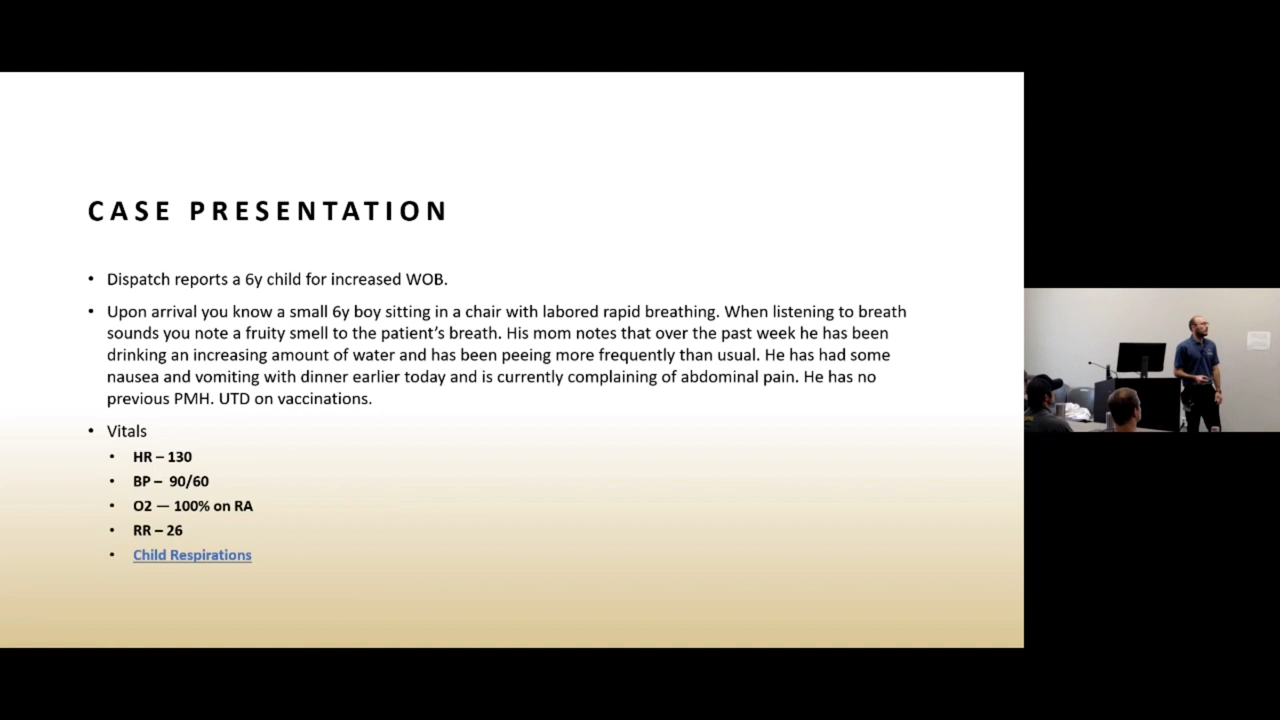 CASE PRESENTATION
• Dispatch reports a 6y child for increased WOB.
• Upon arrival you know a small 6y boy sitting in a chair with labored rapid breathing. When listening to breath
sounds you note a fruity smell to the patient's breath. His mom notes that over the past week he has been
drinking an increasing amount of water and has been peeing more frequently than usual. He has had some
nausea and vomiting with dinner earlier today and is currently complaining of abdominal pain. He has no
previous PMH. UTD on vaccinations.
• Vitals
• HR – 130
• BP – 90/60
• O2 — 100% on RA
• RR – 26
• Child Respirations